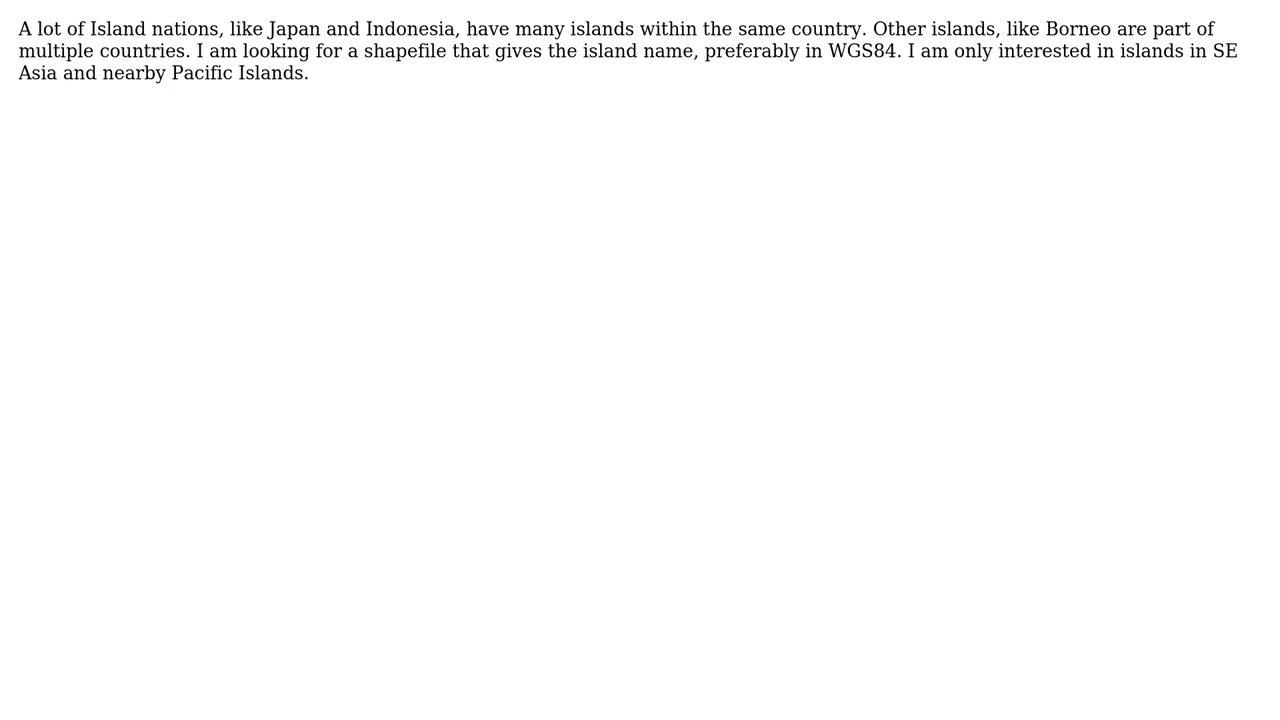 A lot of Island nations, like Japan and Indonesia, have many islands within the same country. Other islands, like Borneo are part of
multiple countries. I am looking for a shapefile that gives the island name, preferably in WGS84. I am only interested in islands in SE
Asia and nearby Pacific Islands.